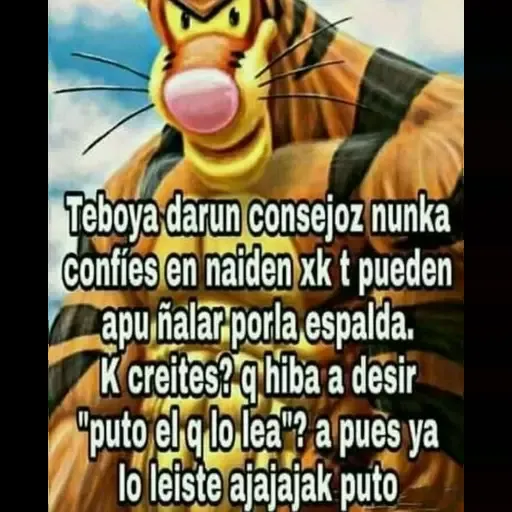 Teboya darun consejoz nunka
confíes en naiden xk t pueden
apu ñalar porla espalda.
K creites? q hiba a desir
"puto el q lo lea"? a pues ya
lo leiste ajajajak puto